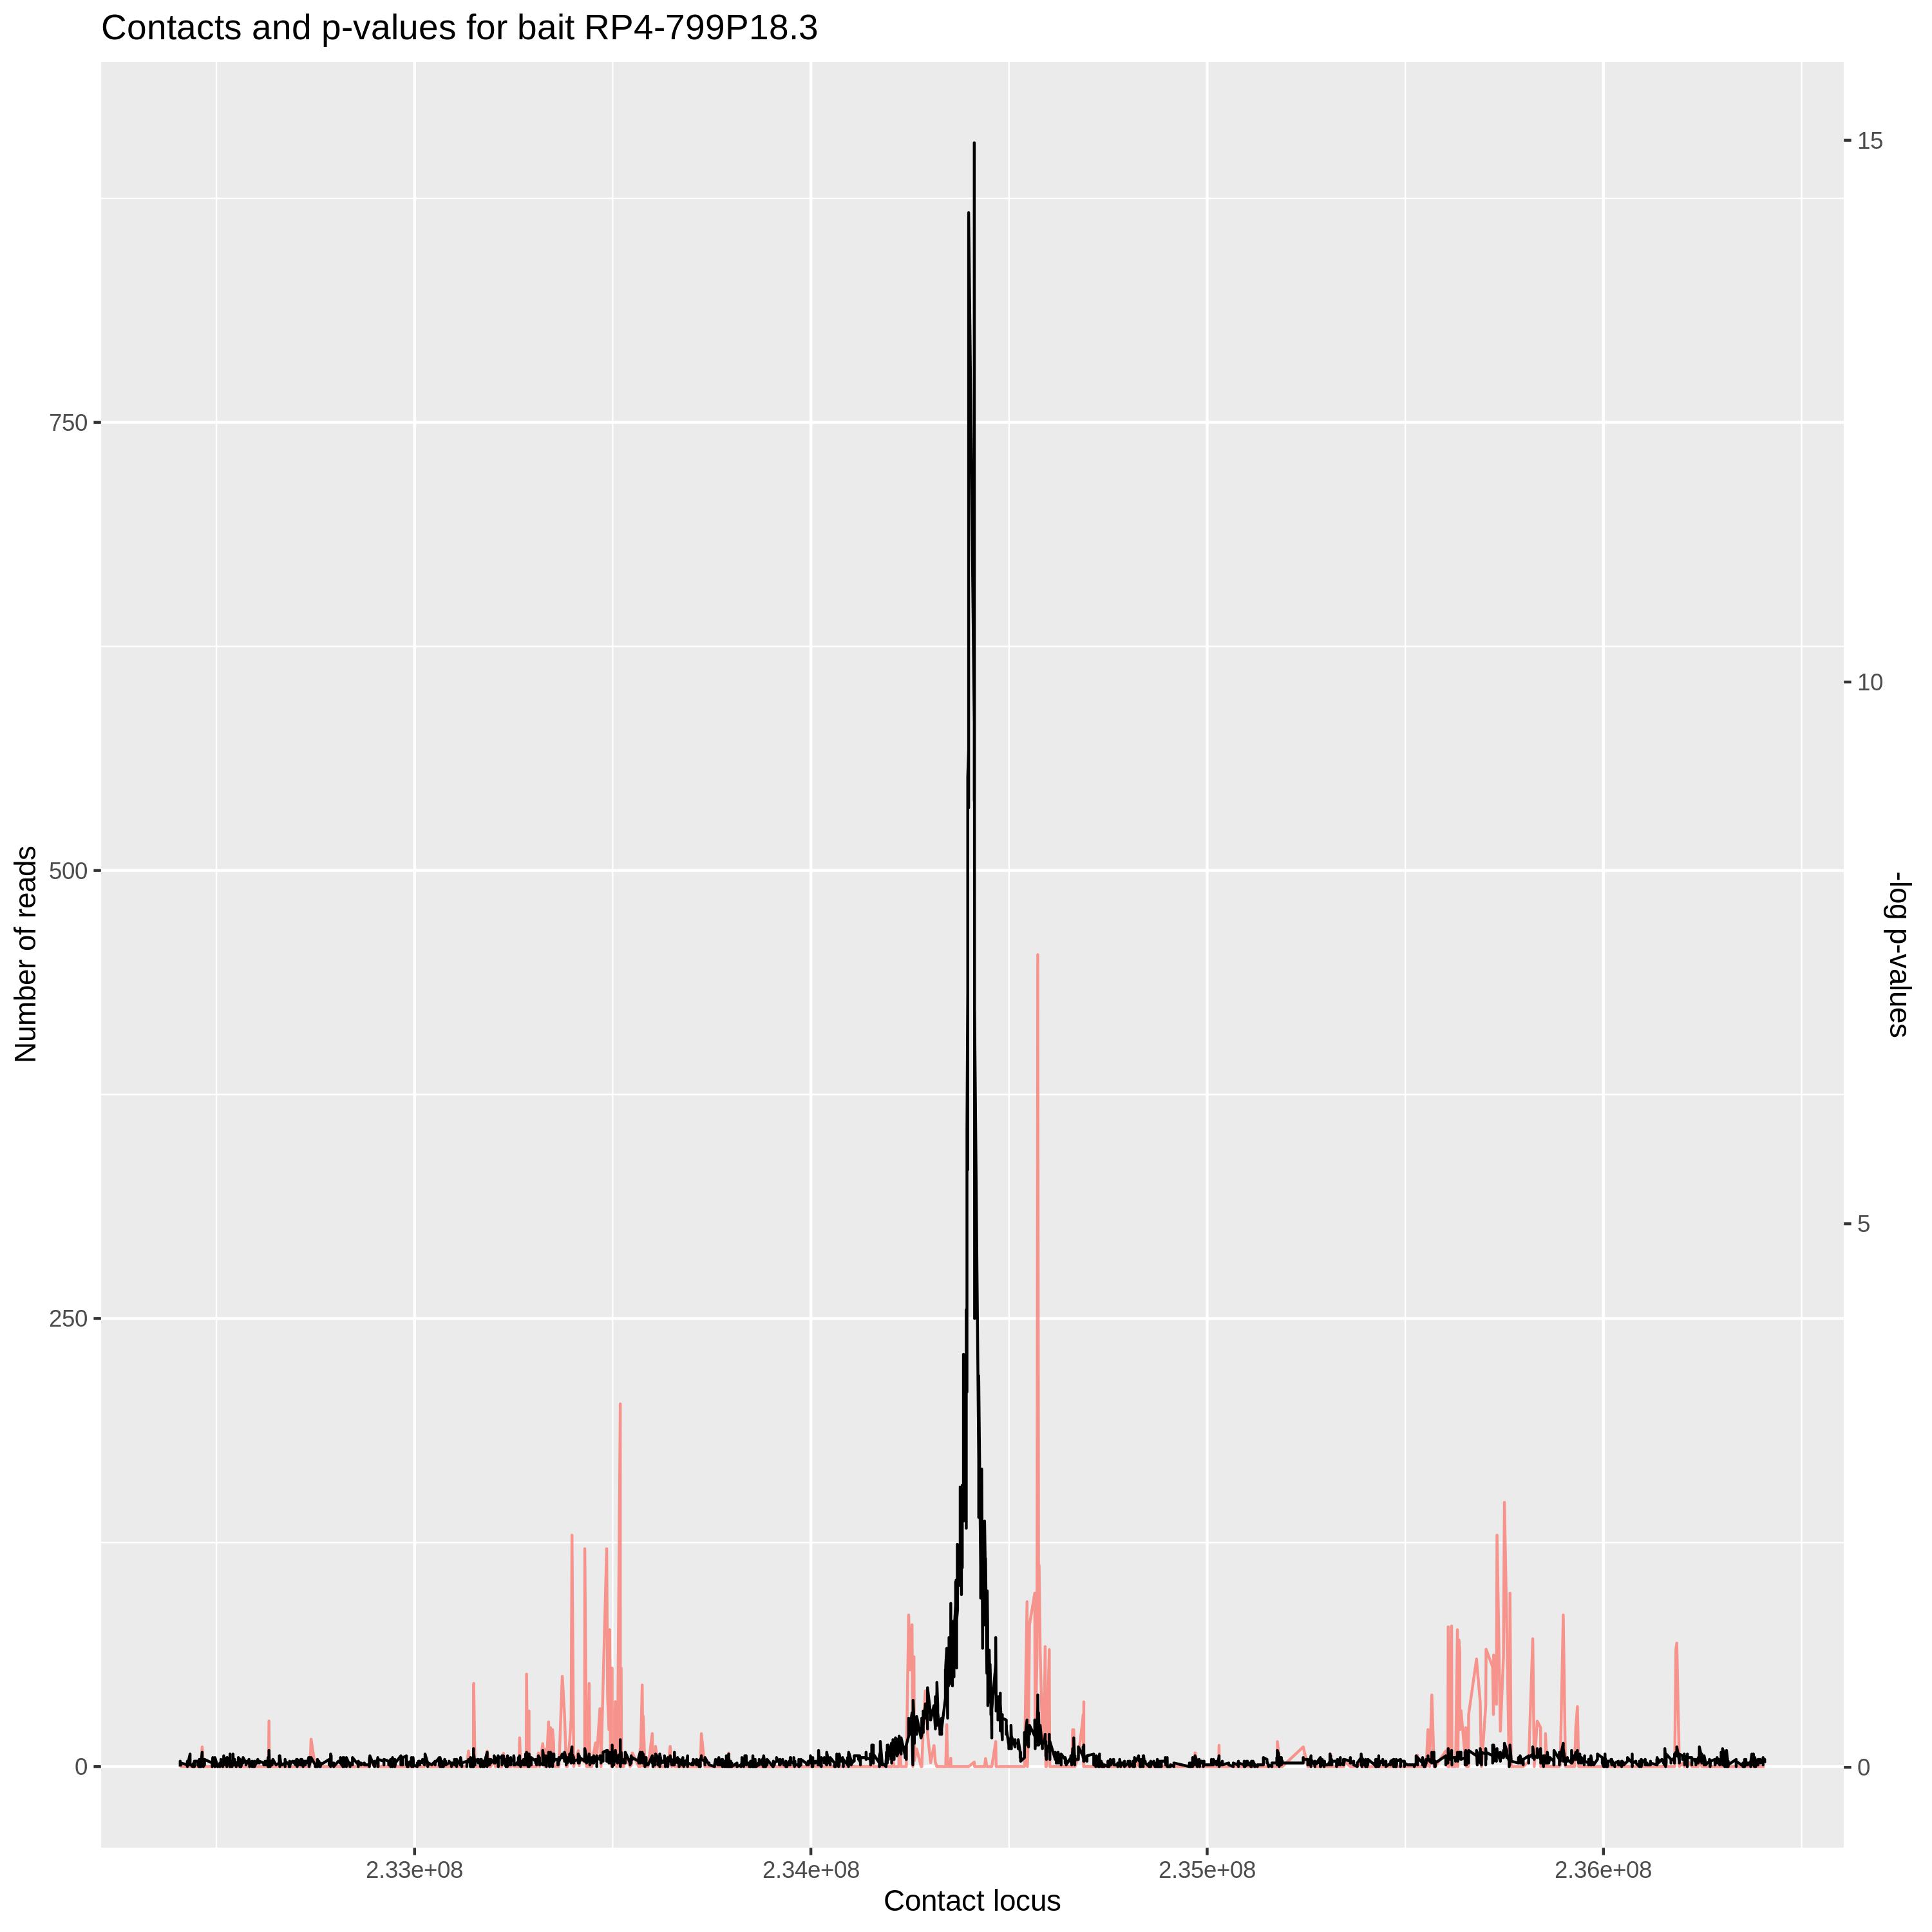 Contacts and p-values for bait RP4-799P18.3
Number of reads
750
500
250
0
15
10
5
0
-log p-values
2.33e+08
2.34e+08
2.35e+08
2.36e+08
Contact locus